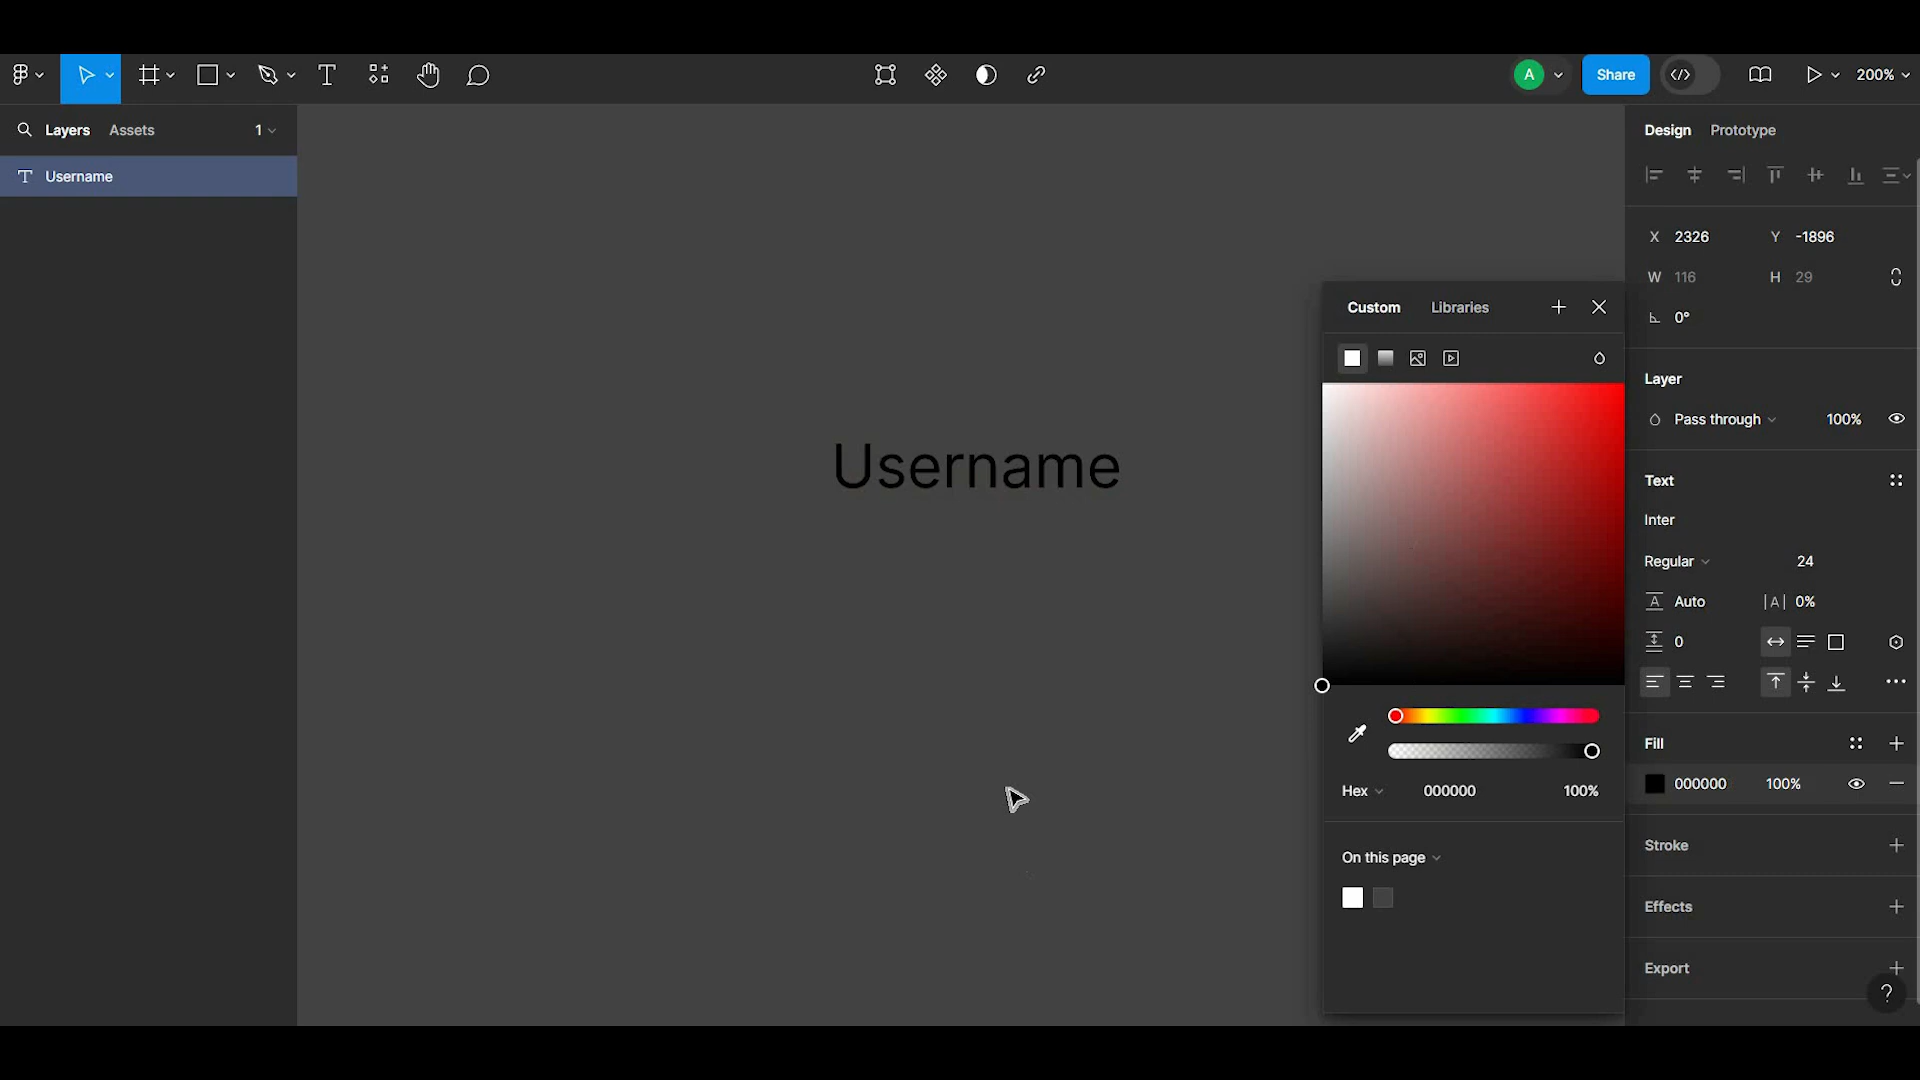 A
Share
200%
Layers
Assets
1
Design
Prototype
Username
X 2326
Y -1896
W 116
H 29
0°
Custom
Libraries
Layer
Pass through
100%
Username
Text
Inter
Regular
24
A Auto
|A| 0%
0
Hex
000000
100%
Fill
000000
100%
On this page
Stroke
Effects
Export
?